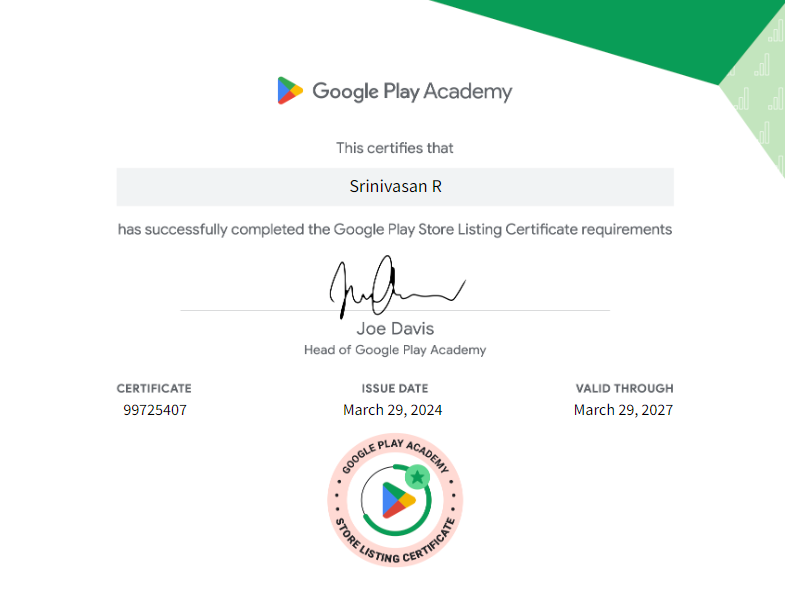 Google Play Academy
This certifies that
Srinivasan R
has successfully completed the Google Play Store Listing Certificate requirements
Joe Davis
Head of Google Play Academy
CERTIFICATE
99725407
ISSUE DATE
March 29, 2024
VALID THROUGH
March 29, 2027
GOOGLE PLAY ACADEMY
STORE LISTING CERTIFICATE